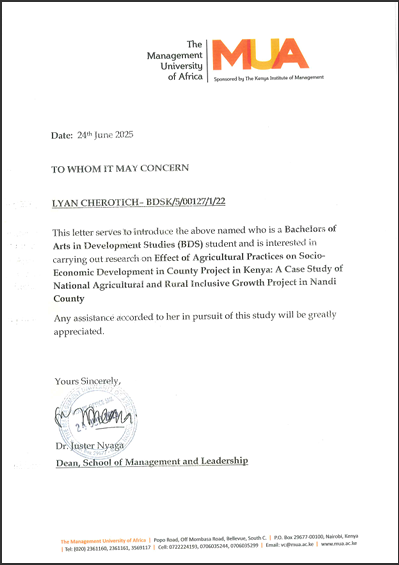 The
Management
University
of Africa
MUA
Sponsored by The Kenya Institute of Management
Date: 24th June 2025
TO WHOM IT MAY CONCERN
LYAN CHEROTICH– BDSK/5/00127/1/22
This letter serves to introduce the above named who is a Bachelors of
Arts in Development Studies (BDS) student and is interested in
carrying out research on Effect of Agricultural Practices on Socio-
Economic Development in County Project in Kenya: A Case Study of
National Agricultural and Rural Inclusive Growth Project in Nandi
County
Any assistance accorded to her in pursuit of this study will be greatly
appreciated.
Yours Sincerely,
Dr. Juster Nyaga
Dean, School of Management and Leadership
The Management University of Africa | Popo Road, Off Mombasa Road, Bellevue, South C. | P.O. Box 29677-00100, Nairobi, Kenya
| Tel: (020) 2361160, 2361161, 3569117 | Cell: 0722224193, 0706035244, 0706035299 | Email: vc@mua.ac.ke | www.mua.ac.ke